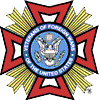 VETERANS OF FOREIGN WARS
OF THE UNITED STATES
®